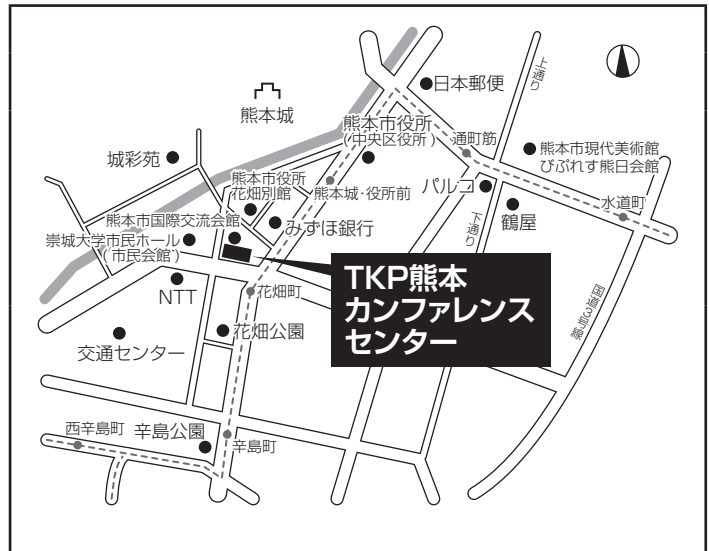 日本郵便
上通り
熊本城
熊本市役所
(中央区役所)
通町筋
熊本市現代美術館
びぷれす熊日会館
城彩苑
熊本市役所
花畑別館
熊本城・役所前
パルコ
鶴屋
水道町
熊本市国際交流会館
みずほ銀行
下通り
崇城大学市民ホール
(市民会館)
TKP熊本
カンファレンス
センター
NTT
花畑町
国道3号線
花畑公園
交通センター
西辛島町
辛島公園
辛島町